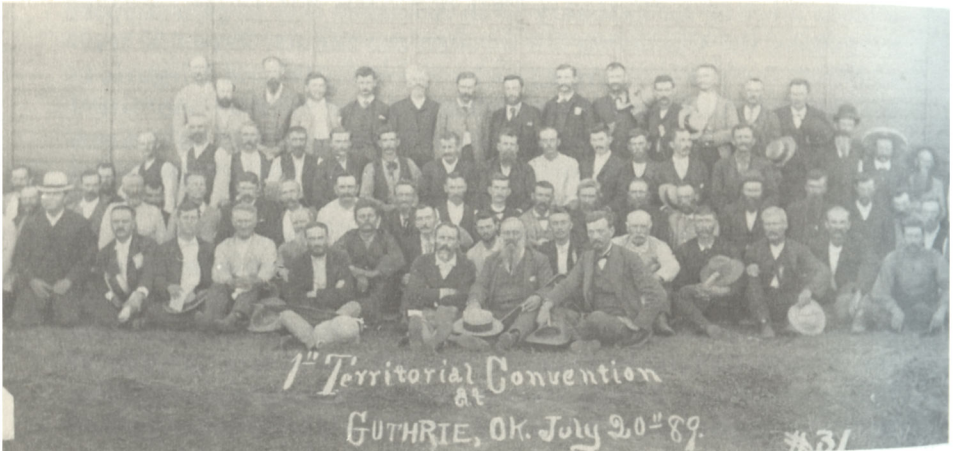 1st Territorial Convention
at
GUTHRIE, OK. July 20th 89.
#31